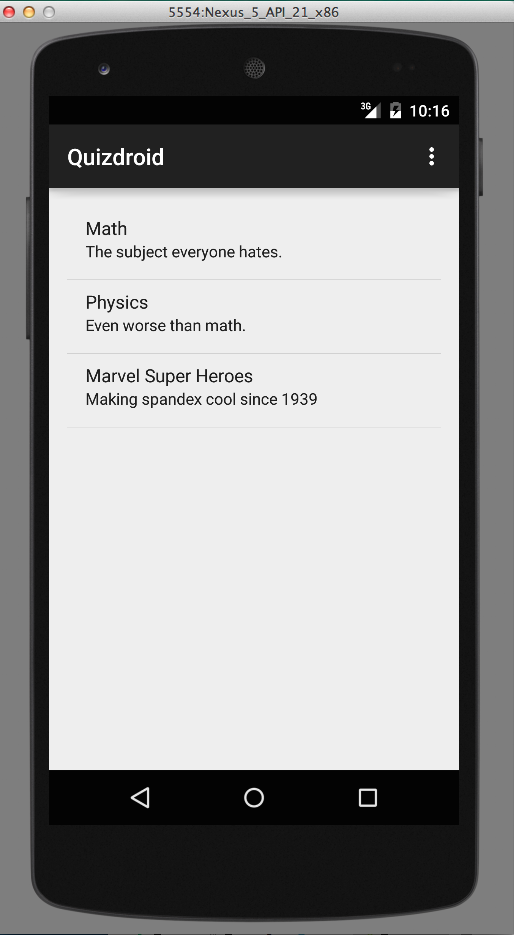 5554:Nexus_5_API_21_x86
3G 10:16
Quizdroid
Math
The subject everyone hates.
Physics
Even worse than math.
Marvel Super Heroes
Making spandex cool since 1939